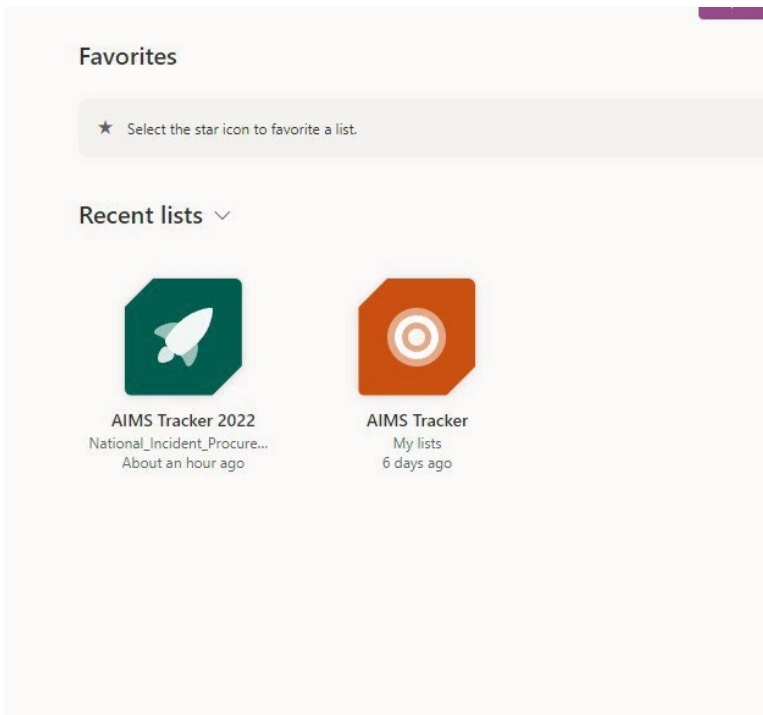 Favorites
Select the star icon to favorite a list.
Recent lists
AIMS Tracker 2022
National_Incident_Procure...
About an hour ago
AIMS Tracker
My lists
6 days ago